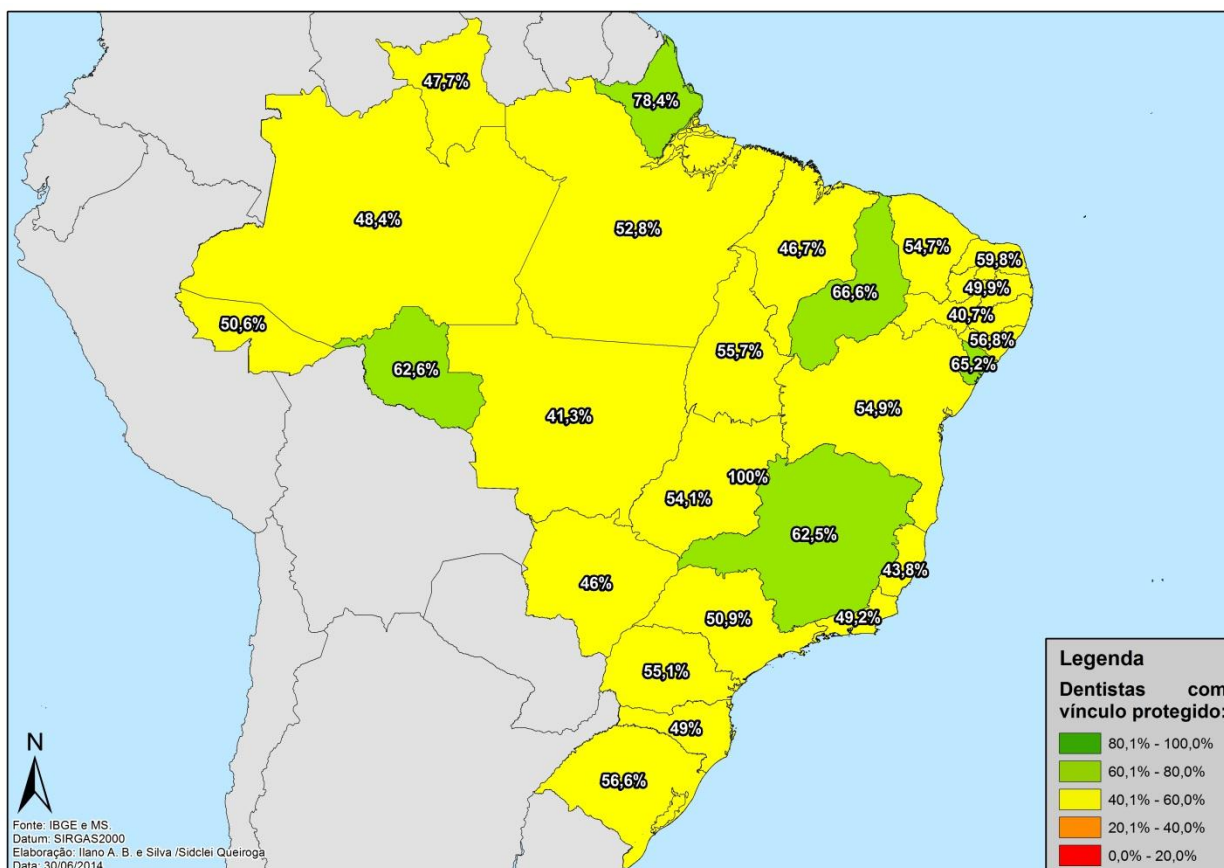 47,7%
78,4%
48,4%
52,8%
46,7%
54,7%
59,8%
49,9%
40,7%
56,8%
65,2%
66,6%
50,6%
62,6%
55,7%
41,3%
54,9%
100%
54,1%
62,5%
46%
43,8%
50,9%
49,2%
55,1%
49%
56,6%
N
Fonte: IBGE e MS.
Datum: SIRGAS2000
Elaboração: Ilano A. B. e Silva /Sidclei Queiroga
Data: 30/06/2014
Legenda
Dentistas com
vínculo protegido:
80,1% - 100,0%
60,1% - 80,0%
40,1% - 60,0%
20,1% - 40,0%
0,0% - 20,0%